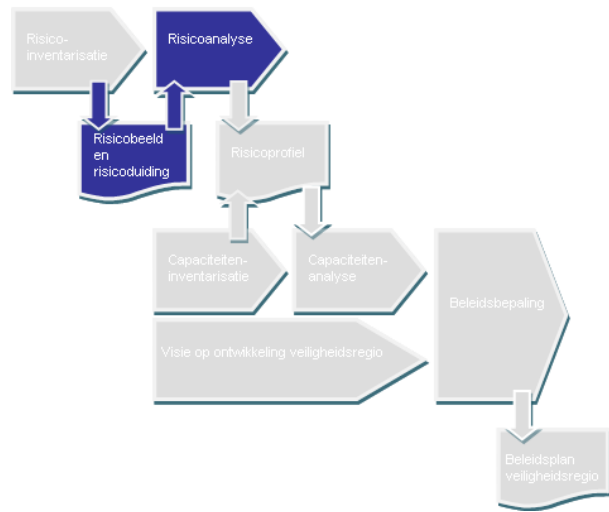 Risico-
inventarisatie
Risicoanalyse
Risicobeeld
en
risicoduiding
Risicoprofiel
Capaciteiten-
inventarisatie
Capaciteiten-
analyse
Beleidsbepaling
Visie op ontwikkeling veiligheidsregio
Beleidsplan
veiligheidsregio